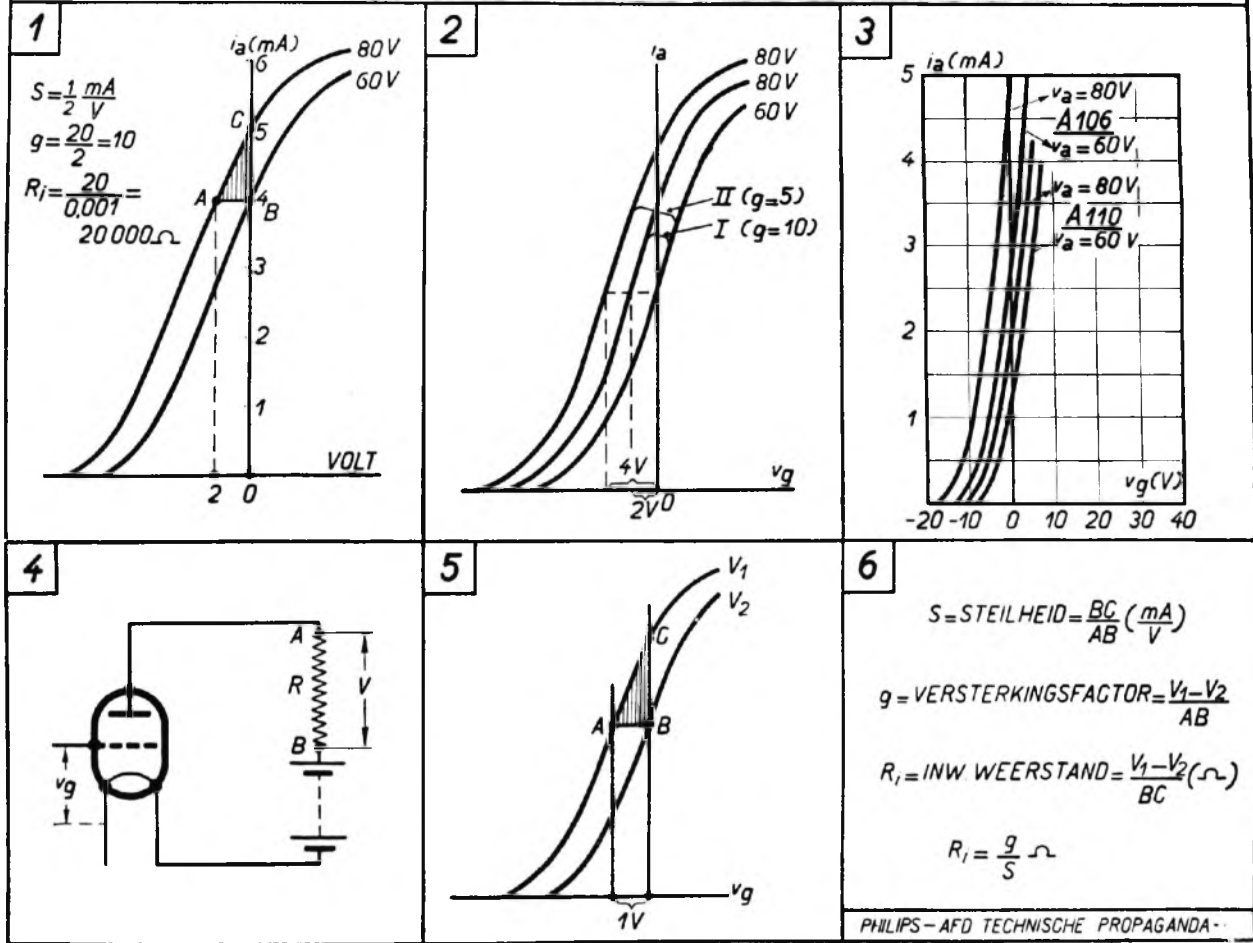 1
ia(mA)
6
80V
60V
S=1/2 mA/V
g=20/2=10
Ri=20/0,001=
20 000Ω
C
5
A
4
B
3
2
1
VOLT
2 0
2
ia
80V
80V
60V
II (g=5)
I (g=10)
4V
vg
2V 0
3
ia(mA)
5
va=80V
A106
va=60V
4
va=80V
A110
va=60V
3
2
1
vg(V)
-20 -10 0 10 20 30 40
4
A
R
V
B
vg
5
V1
V2
C
A
B
vg
1V
6
S=STEILHEID=BC/AB(mA/V)
g=VERSTERKINGSFACTOR=V1-V2/AB
Ri=INW. WEERSTAND=V1-V2/BC(Ω)
Ri=g/S Ω
PHILIPS-AFD TECHNISCHE PROPAGANDA-